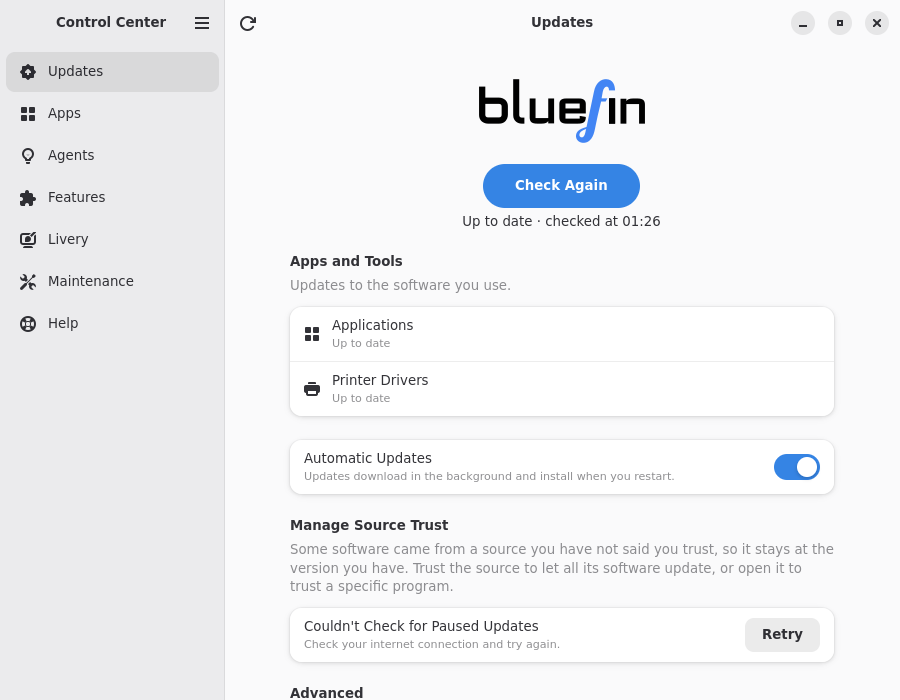 Control Center
Updates
Updates
Apps
Agents
Features
Livery
Maintenance
Help
bluefin
Check Again
Up to date · checked at 01:26
Apps and Tools
Updates to the software you use.
Applications
Up to date
Printer Drivers
Up to date
Automatic Updates
Updates download in the background and install when you restart.
Manage Source Trust
Some software came from a source you have not said you trust, so it stays at the
version you have. Trust the source to let all its software update, or open it to
trust a specific program.
Couldn't Check for Paused Updates
Check your internet connection and try again.
Retry
Advanced